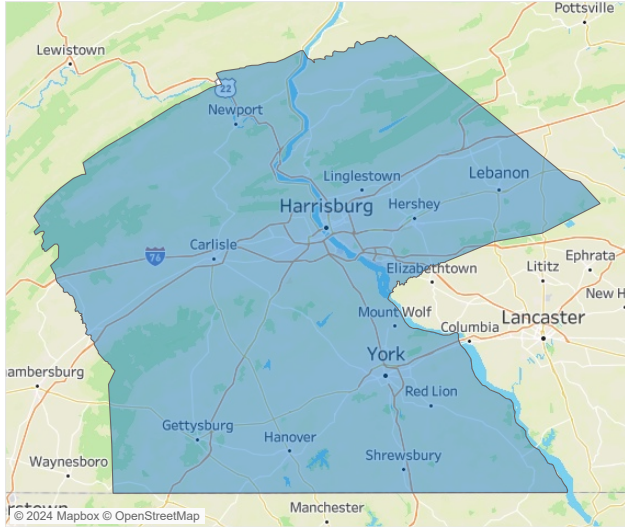 Pottsville
Lewistown
22
Newport
Linglestown
Lebanon
Harrisburg
Hershey
Carlisle
76
Ephrata
Elizabethtown
Lititz
New H
Mount Wolf
Lancaster
Columbia
York
ambersburg
Red Lion
Gettysburg
Hanover
Shrewsbury
Waynesboro
rstown
Manchester
© 2024 Mapbox © OpenStreetMap